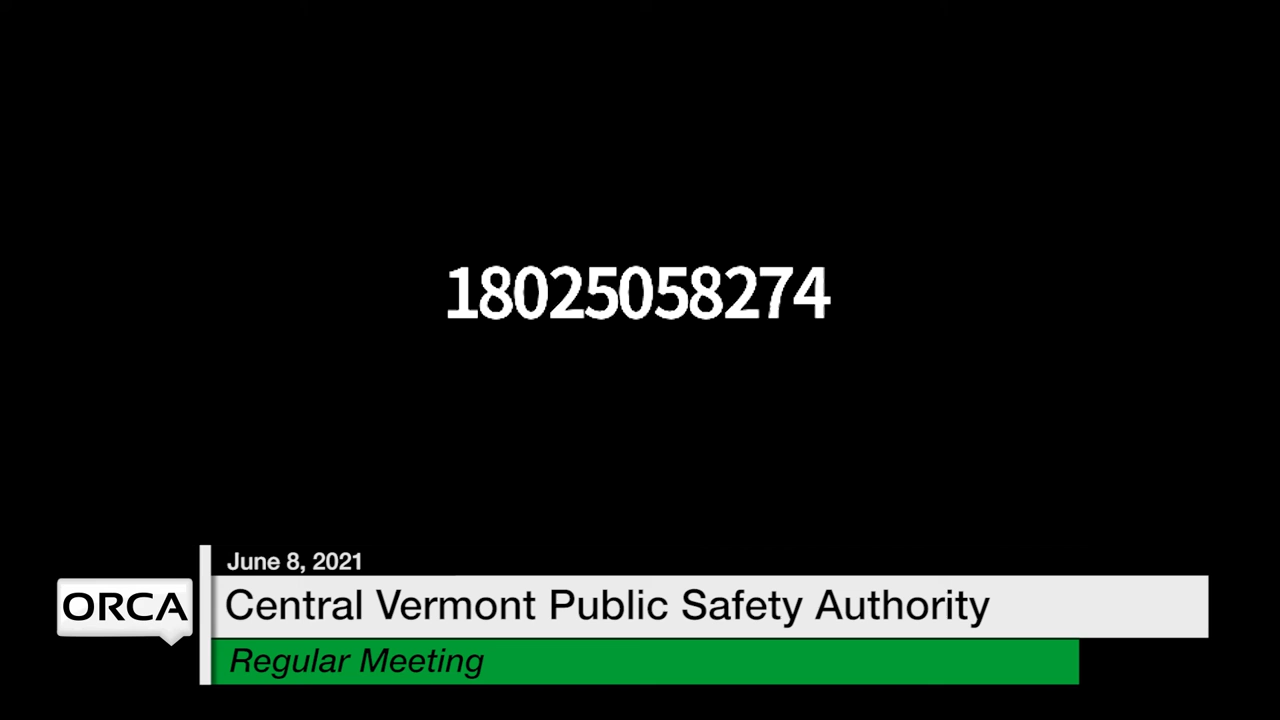 18025058274
June 8, 2021
ORCA
Central Vermont Public Safety Authority
Regular Meeting